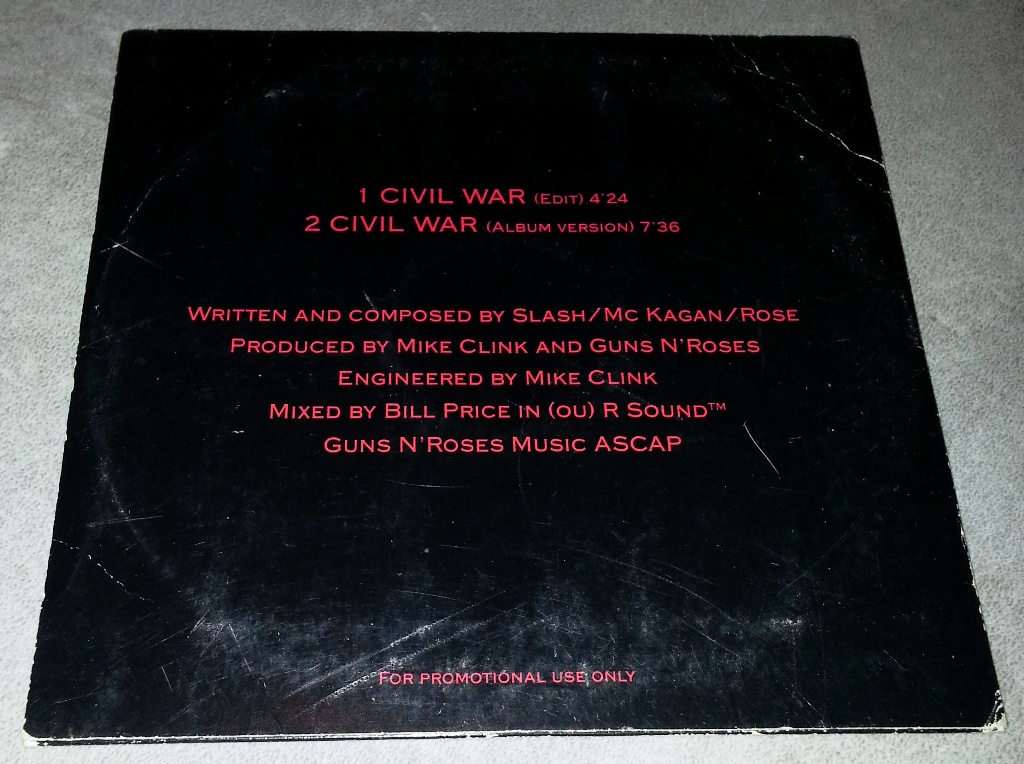 1 CIVIL WAR (EDIT) 4'24
2 CIVIL WAR (ALBUM VERSION) 7'36
WRITTEN AND COMPOSED BY SLASH/MC KAGAN/ROSE
PRODUCED BY MIKE CLINK AND GUNS N'ROSES
ENGINEERED BY MIKE CLINK
MIXED BY BILL PRICE IN (OU) R SOUND™
GUNS N'ROSES MUSIC ASCAP
FOR PROMOTIONAL USE ONLY